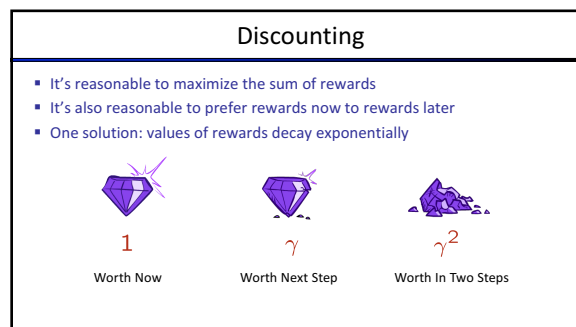 Discounting
▪ It's reasonable to maximize the sum of rewards
▪ It's also reasonable to prefer rewards now to rewards later
▪ One solution: values of rewards decay exponentially
1 γ γ²
Worth Now Worth Next Step Worth In Two Steps